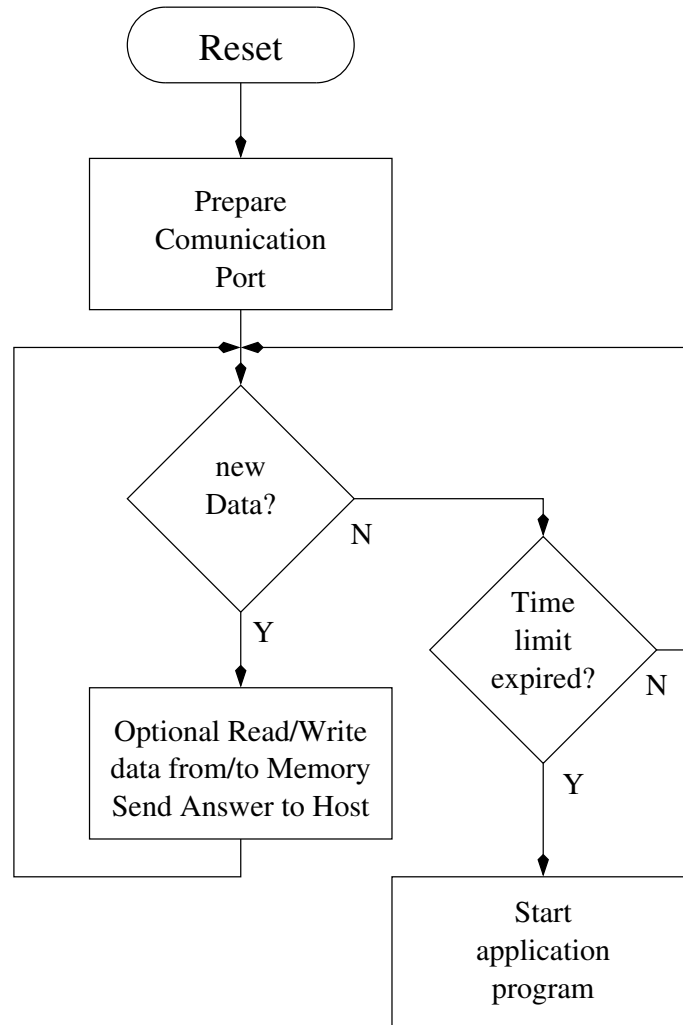 Reset
Prepare
Comunication
Port
new
Data?
N
Y
Time
limit
expired?
N
Y
Optional Read/Write
data from/to Memory
Send Answer to Host
Start
application
program